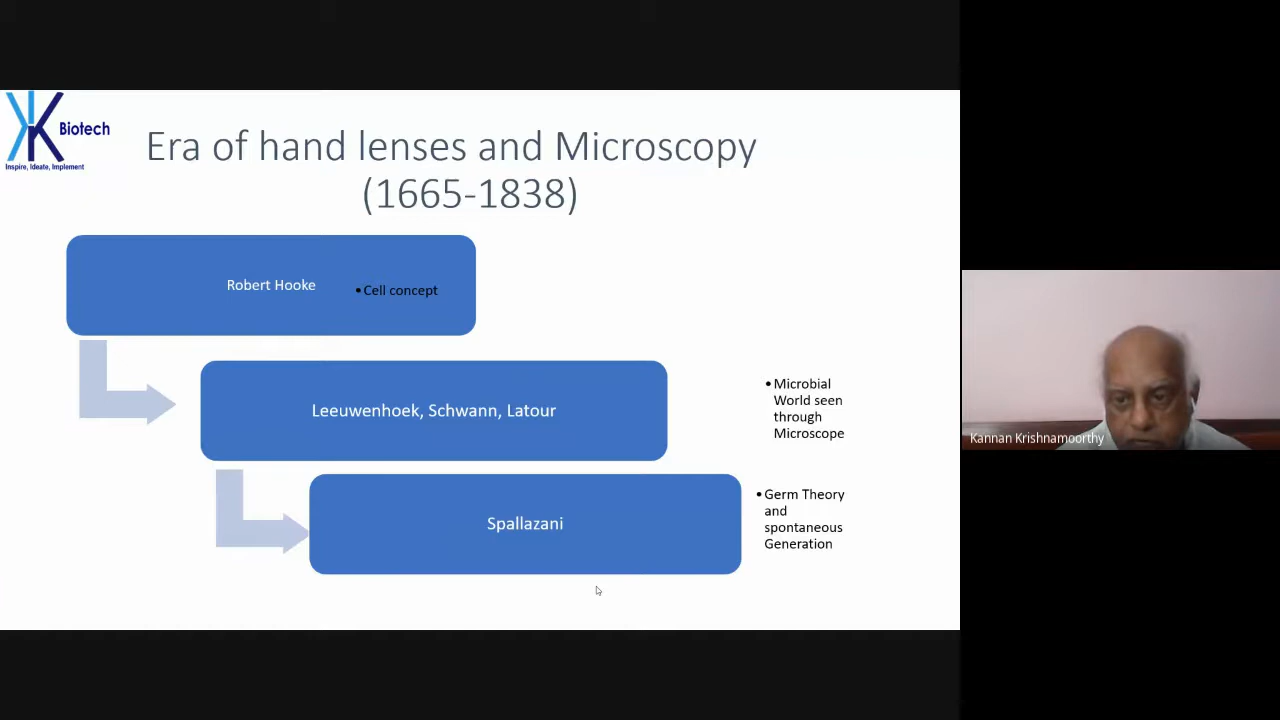 K
Biotech
Inspire, Ideate, Implement
Era of hand lenses and Microscopy
(1665-1838)
Robert Hooke
• Cell concept
Leeuwenhoek, Schwann, Latour
• Microbial
World seen
through
Microscope
Spallazani
• Germ Theory
and
spontaneous
Generation
Kannan Krishnamoorthy